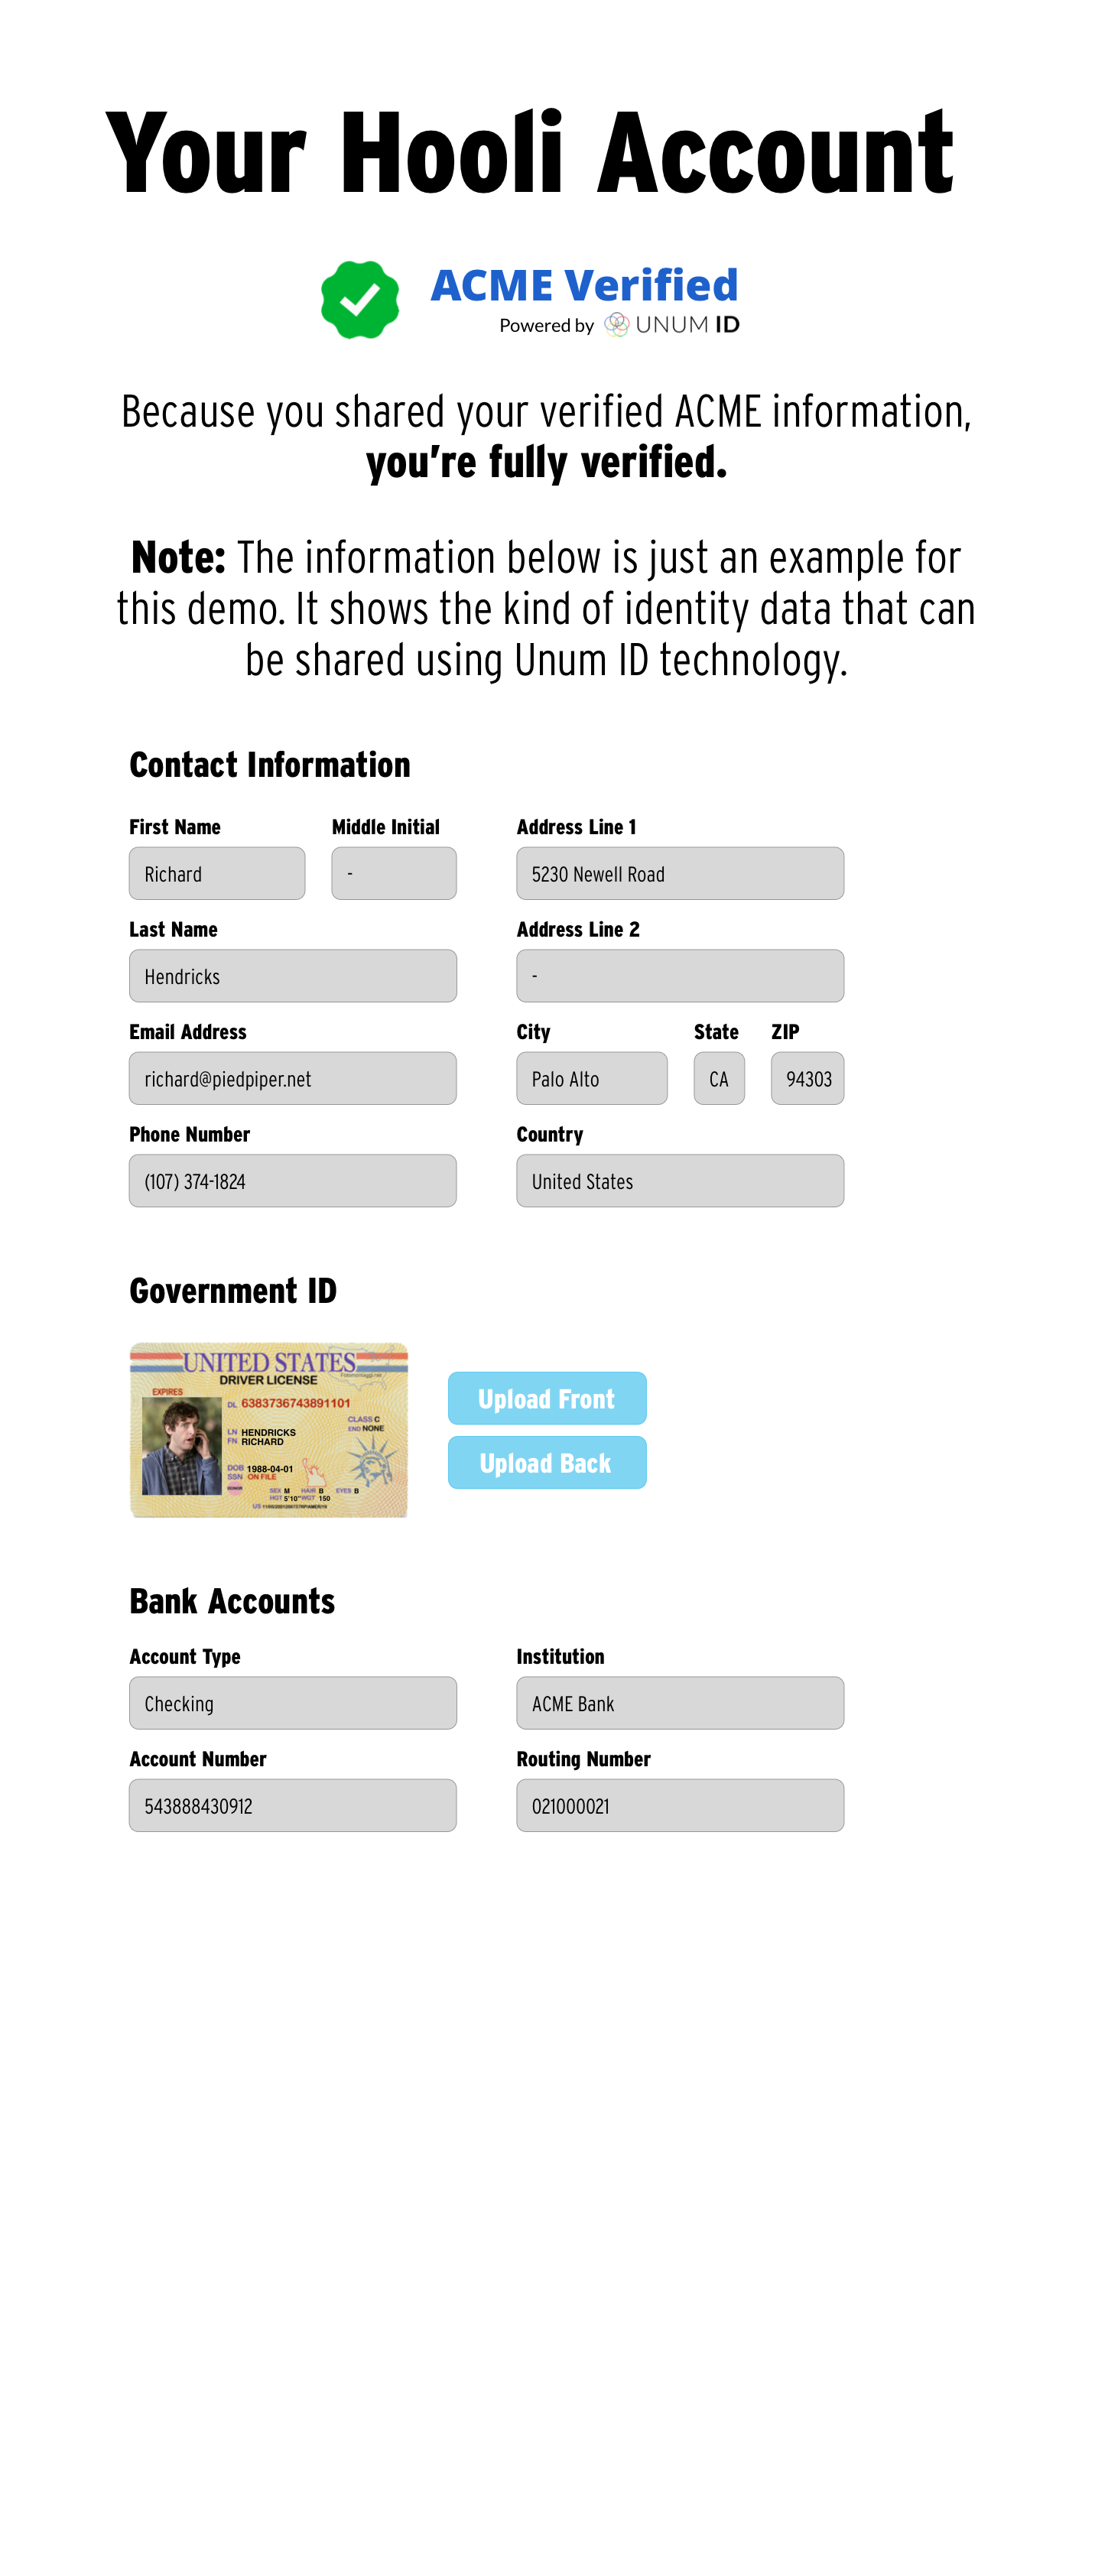 Your Hooli Account
ACME Verified
Powered by UNUM ID
Because you shared your verified ACME information,
you're fully verified.
Note: The information below is just an example for
this demo. It shows the kind of identity data that can
be shared using Unum ID technology.
Contact Information
First Name Middle Initial Address Line 1
Richard - 5230 Newell Road
Last Name Address Line 2
Hendricks -
Email Address City State ZIP
richard@piedpiper.net Palo Alto CA 94303
Phone Number Country
(107) 374-1824 United States
Government ID
UNITED STATES
DRIVER LICENSE
EXPIRES
DL 6383736743891101
CLASS C
END NONE
LN HENDRICKS
FN RICHARD
DOB 1988-04-01
SSN ON FILE
DONOR
SEX M HAIR B EYES B
HGT 5'10" WGT 150
Upload Front
Upload Back
Bank Accounts
Account Type Institution
Checking ACME Bank
Account Number Routing Number
543888430912 021000021